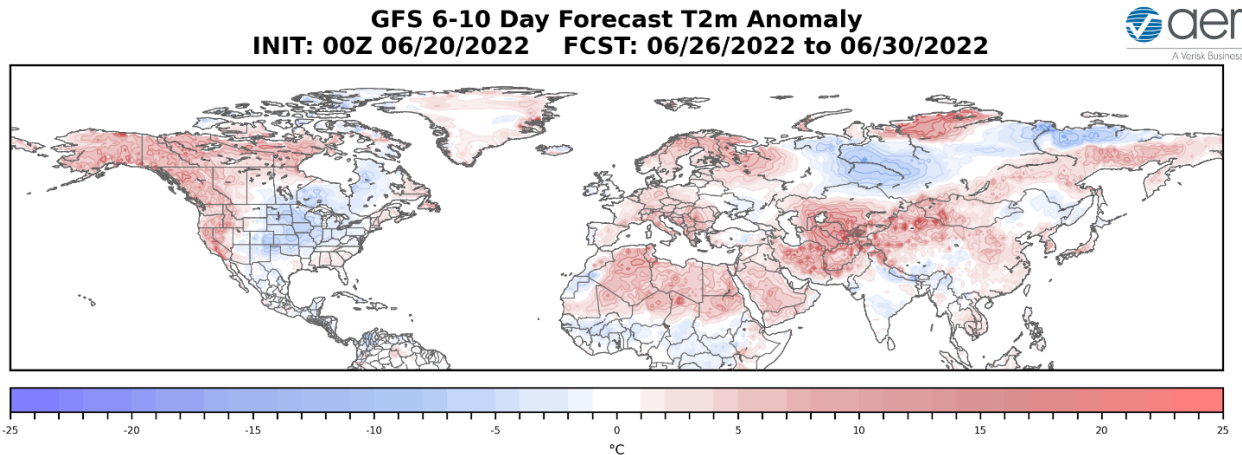 GFS 6-10 Day Forecast T2m Anomaly
INIT: 00Z 06/20/2022 FCST: 06/26/2022 to 06/30/2022
aer
A Verisk Business
-25 -20 -15 -10 -5 0 5 10 15 20 25
°C